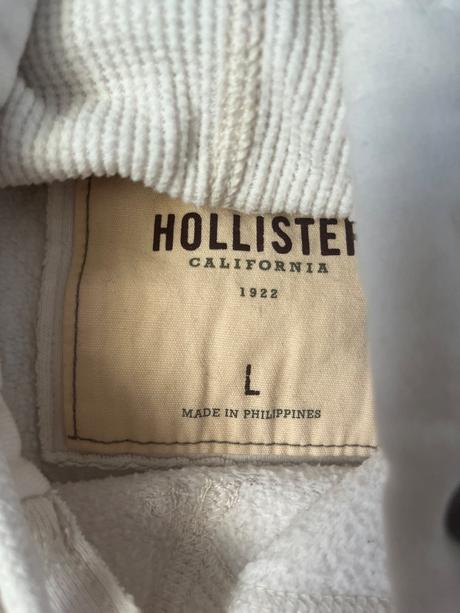 HOLLISTER
CALIFORNIA
1922
L
MADE IN PHILIPPINES